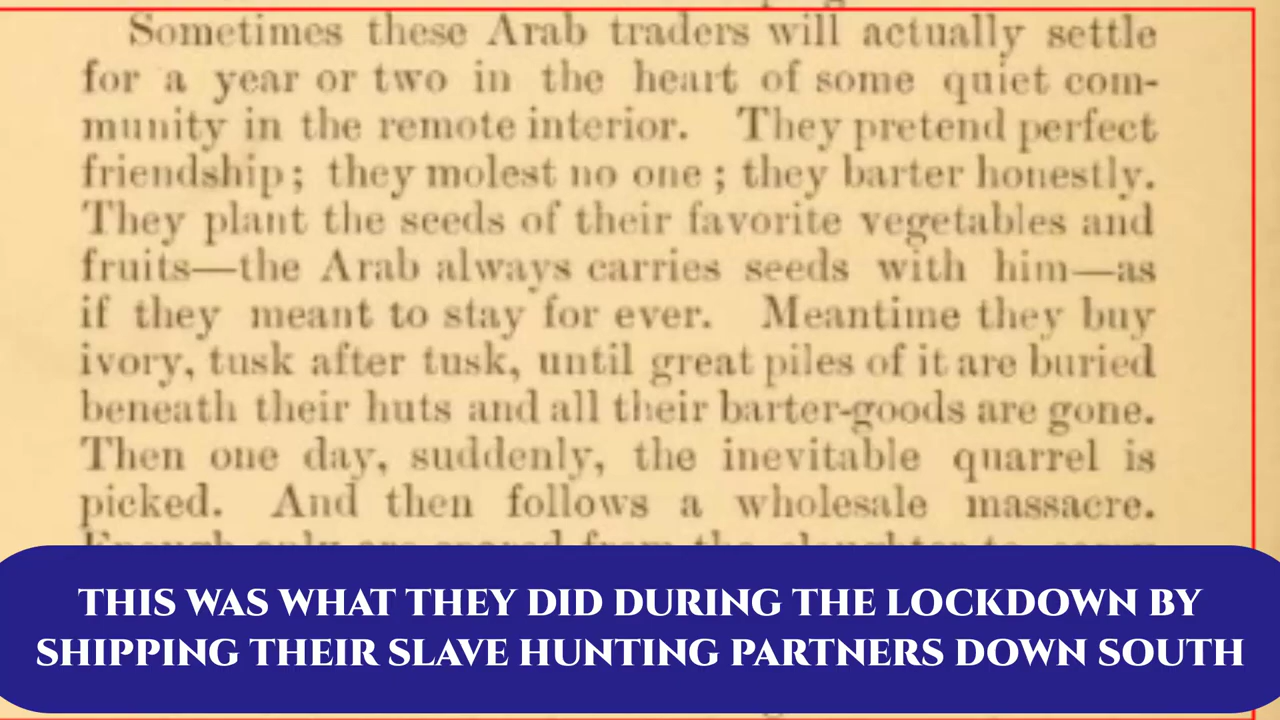 Sometimes these Arab traders will actually settle
for a year or two in the heart of some quiet com-
munity in the remote interior. They pretend perfect
friendship; they molest no one; they barter honestly.
They plant the seeds of their favorite vegetables and
fruits—the Arab always carries seeds with him—as
if they meant to stay for ever. Meantime they buy
ivory, tusk after tusk, until great piles of it are buried
beneath their huts and all their barter-goods are gone.
Then one day, suddenly, the inevitable quarrel is
picked. And then follows a wholesale massacre.
THIS WAS WHAT THEY DID DURING THE LOCKDOWN BY
SHIPPING THEIR SLAVE HUNTING PARTNERS DOWN SOUTH